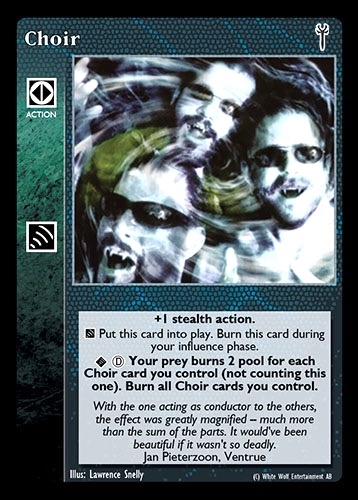 Choir
ACTION
+1 stealth action.
Put this card into play. Burn this card during
your influence phase.
D Your prey burns 2 pool for each
Choir card you control (not counting this
one). Burn all Choir cards you control.
With the one acting as conductor to the others,
the effect was greatly magnified – much more
than the sum of the parts. It would've been
beautiful if it wasn't so deadly.
Jan Pieterzoon, Ventrue
Illus: Lawrence Snelly
(C) White Wolf Entertainment AB